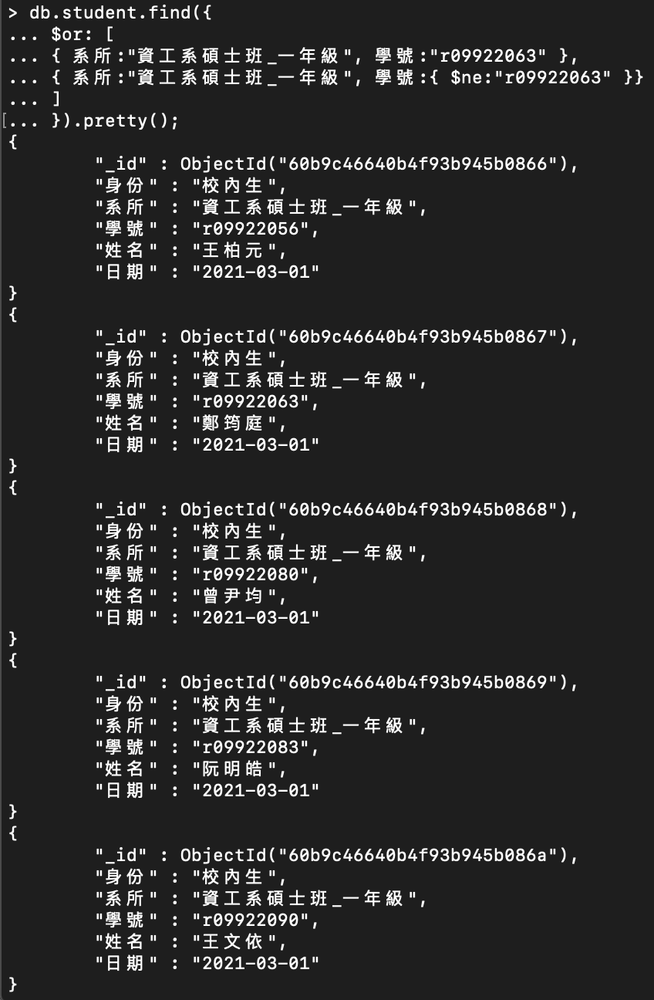 > db.student.find({
... $or: [
... { 系所:"資工系碩士班_一年級", 學號:"r09922063" },
... { 系所:"資工系碩士班_一年級", 學號:{ $ne:"r09922063" }}
... ]
[... }).pretty();
{
"_id" : ObjectId("60b9c46640b4f93b945b0866"),
"身份" : "校內生",
"系所" : "資工系碩士班_一年級",
"學號" : "r09922056",
"姓名" : "王柏元",
"日期" : "2021-03-01"
}
{
"_id" : ObjectId("60b9c46640b4f93b945b0867"),
"身份" : "校內生",
"系所" : "資工系碩士班_一年級",
"學號" : "r09922063",
"姓名" : "鄭筠庭",
"日期" : "2021-03-01"
}
{
"_id" : ObjectId("60b9c46640b4f93b945b0868"),
"身份" : "校內生",
"系所" : "資工系碩士班_一年級",
"學號" : "r09922080",
"姓名" : "曾尹均",
"日期" : "2021-03-01"
}
{
"_id" : ObjectId("60b9c46640b4f93b945b0869"),
"身份" : "校內生",
"系所" : "資工系碩士班_一年級",
"學號" : "r09922083",
"姓名" : "阮明皓",
"日期" : "2021-03-01"
}
{
"_id" : ObjectId("60b9c46640b4f93b945b086a"),
"身份" : "校內生",
"系所" : "資工系碩士班_一年級",
"學號" : "r09922090",
"姓名" : "王文依",
"日期" : "2021-03-01"
}